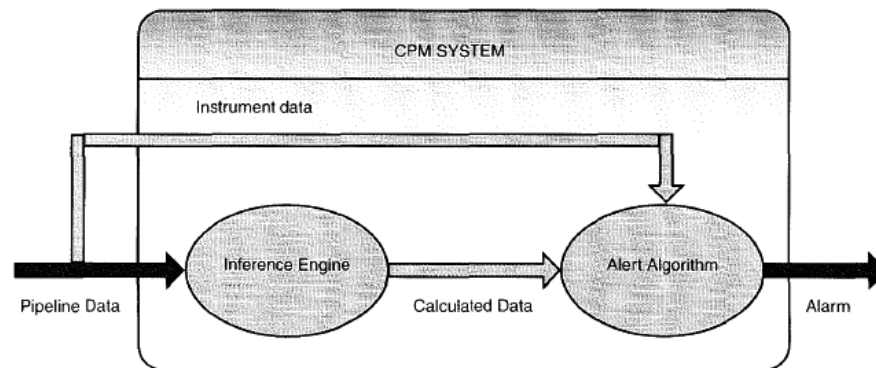 CPM SYSTEM
Instrument data
Inference Engine
Alert Algorithm
Pipeline Data
Calculated Data
Alarm